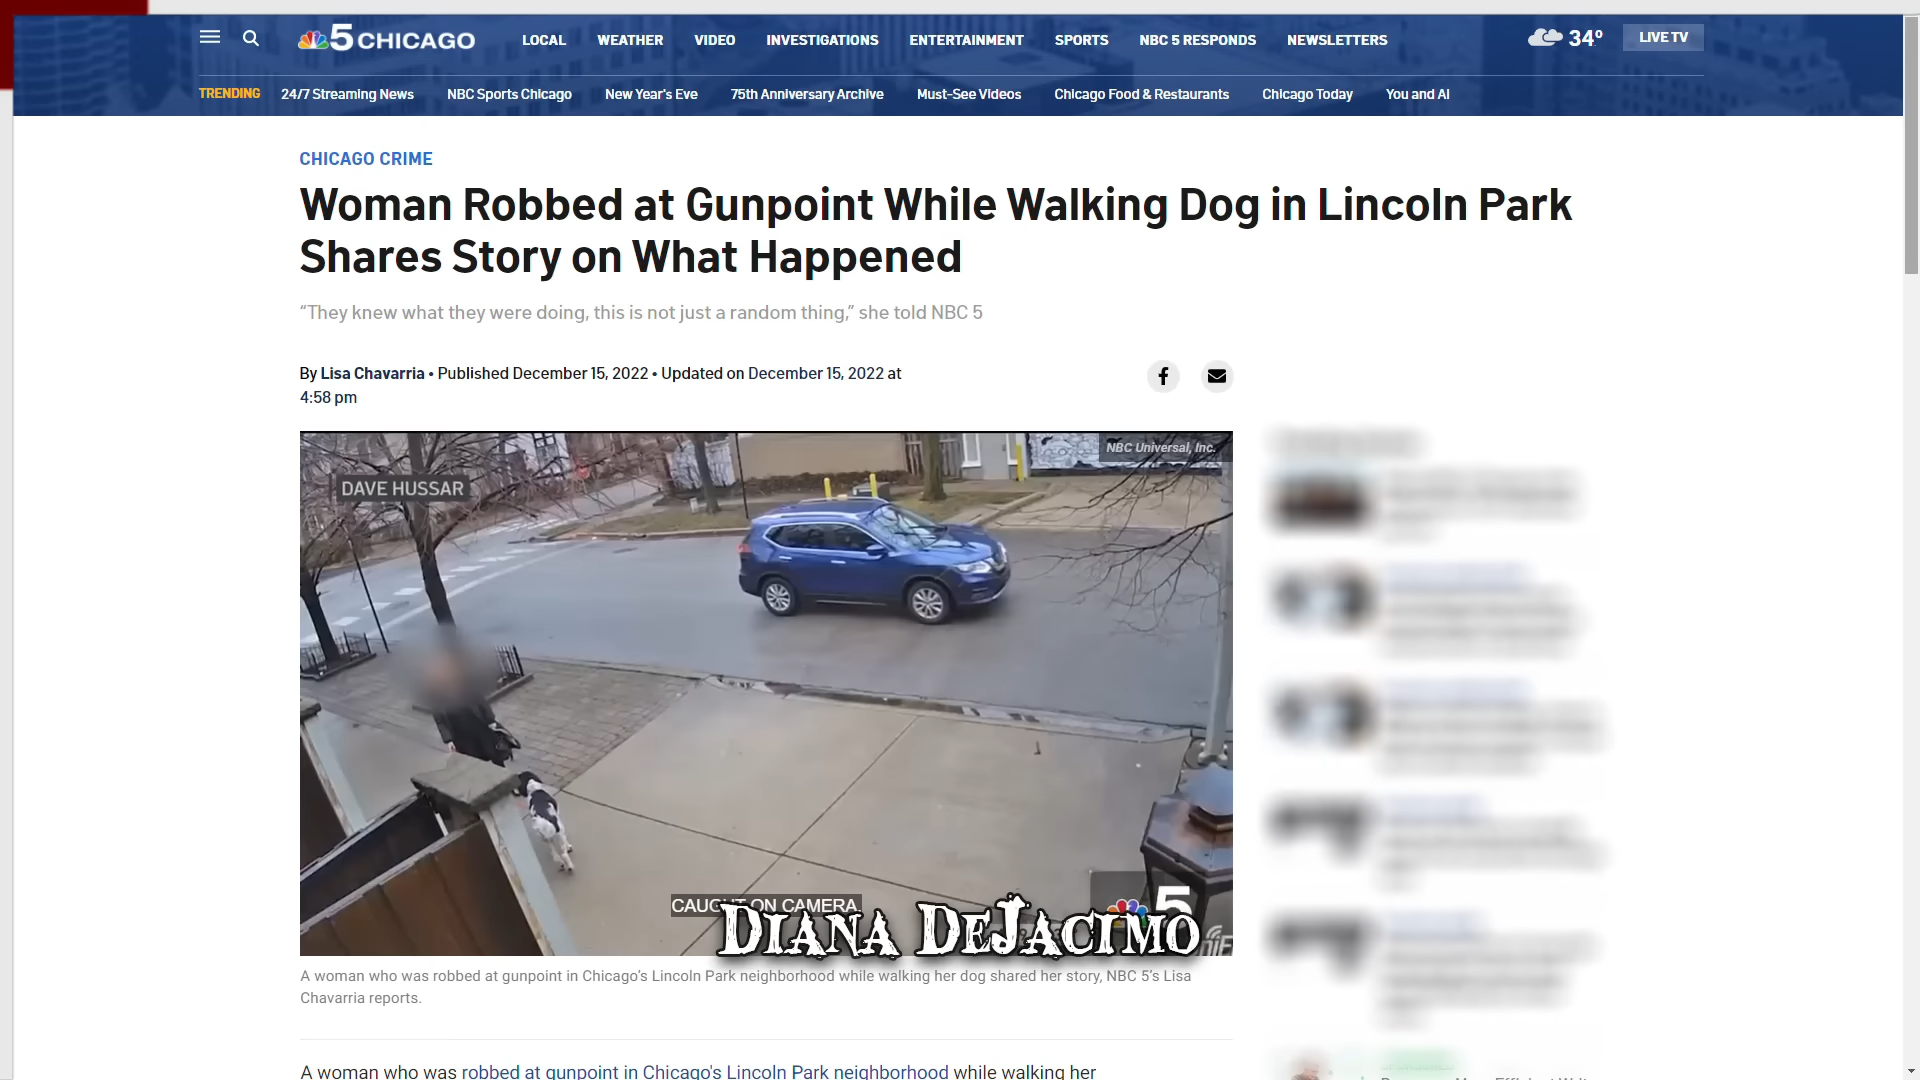 5 CHICAGO
LOCAL WEATHER VIDEO INVESTIGATIONS ENTERTAINMENT SPORTS NBC 5 RESPONDS NEWSLETTERS
34º
LIVE TV
TRENDING 24/7 Streaming News NBC Sports Chicago New Year's Eve 75th Anniversary Archive Must-See Videos Chicago Food & Restaurants Chicago Today You and AI
CHICAGO CRIME
Woman Robbed at Gunpoint While Walking Dog in Lincoln Park
Shares Story on What Happened
“They knew what they were doing, this is not just a random thing,” she told NBC 5
By Lisa Chavarria • Published December 15, 2022 • Updated on December 15, 2022 at
4:58 pm
NBC Universal, Inc.
DAVE HUSSAR
CAUGHT ON CAMERA.
5
DIANA DEJACIMO
A woman who was robbed at gunpoint in Chicago’s Lincoln Park neighborhood while walking her dog shared her story, NBC 5’s Lisa
Chavarria reports.
A woman who was robbed at gunpoint in Chicago's Lincoln Park neighborhood while walking her